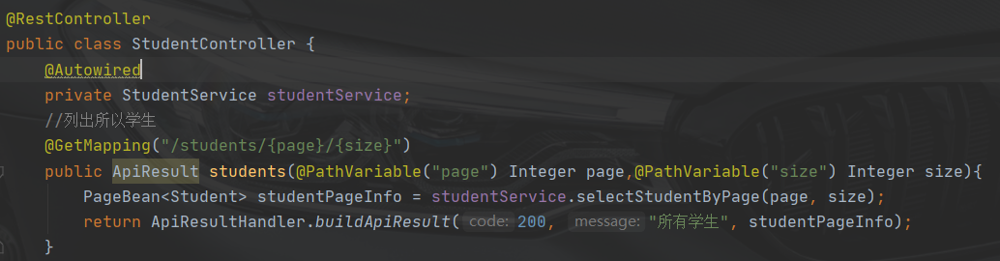 @RestController
public class StudentController {
@Autowired
private StudentService studentService;
//列出所以学生
@GetMapping("/students/{page}/{size}")
public ApiResult students(@PathVariable("page") Integer page,@PathVariable("size") Integer size){
PageBean<Student> studentPageInfo = studentService.selectStudentByPage(page, size);
return ApiResultHandler.buildApiResult( code: 200, message: "所有学生", studentPageInfo);
}